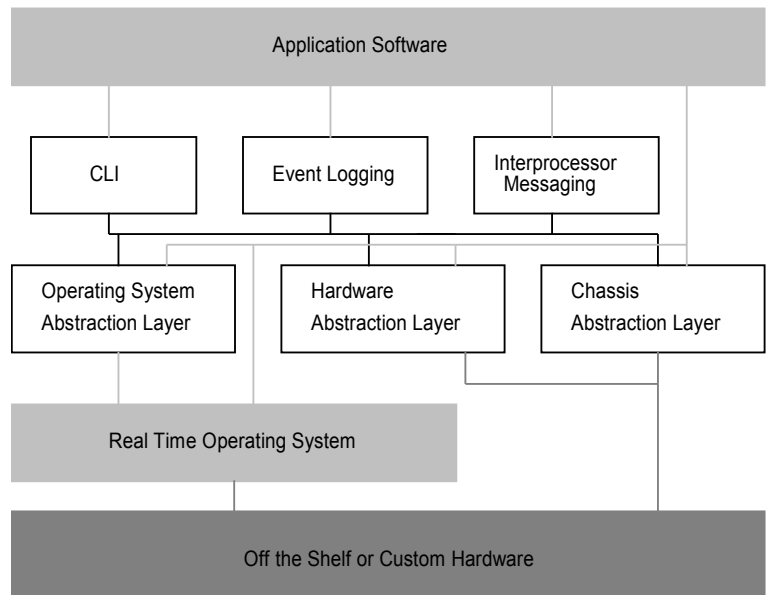 Application Software
CLI
Event Logging
Interprocessor
Messaging
Operating System
Abstraction Layer
Hardware
Abstraction Layer
Chassis
Abstraction Layer
Real Time Operating System
Off the Shelf or Custom Hardware